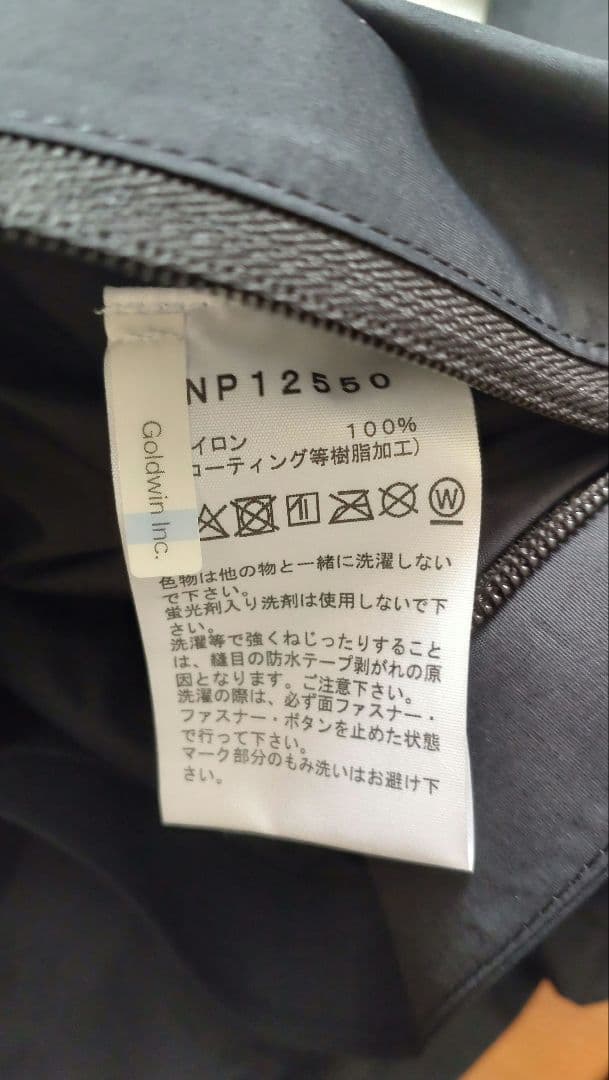 NP12550
Goldwin Inc.
イロン 100%
コーティング等樹脂加工)
W
色物は他の物と一緒に洗濯しない
で下さい。
蛍光剤入り洗剤は使用しないで下
さい。
洗濯等で強くねじったりすること
は、縫目の防水テープ剥がれの原
因となります。ご注意下さい。
洗濯の際は、必ず面ファスナー・
ファスナー・ボタンを止めた状態
で行って下さい。
マーク部分のもみ洗いはお避け下
さい。